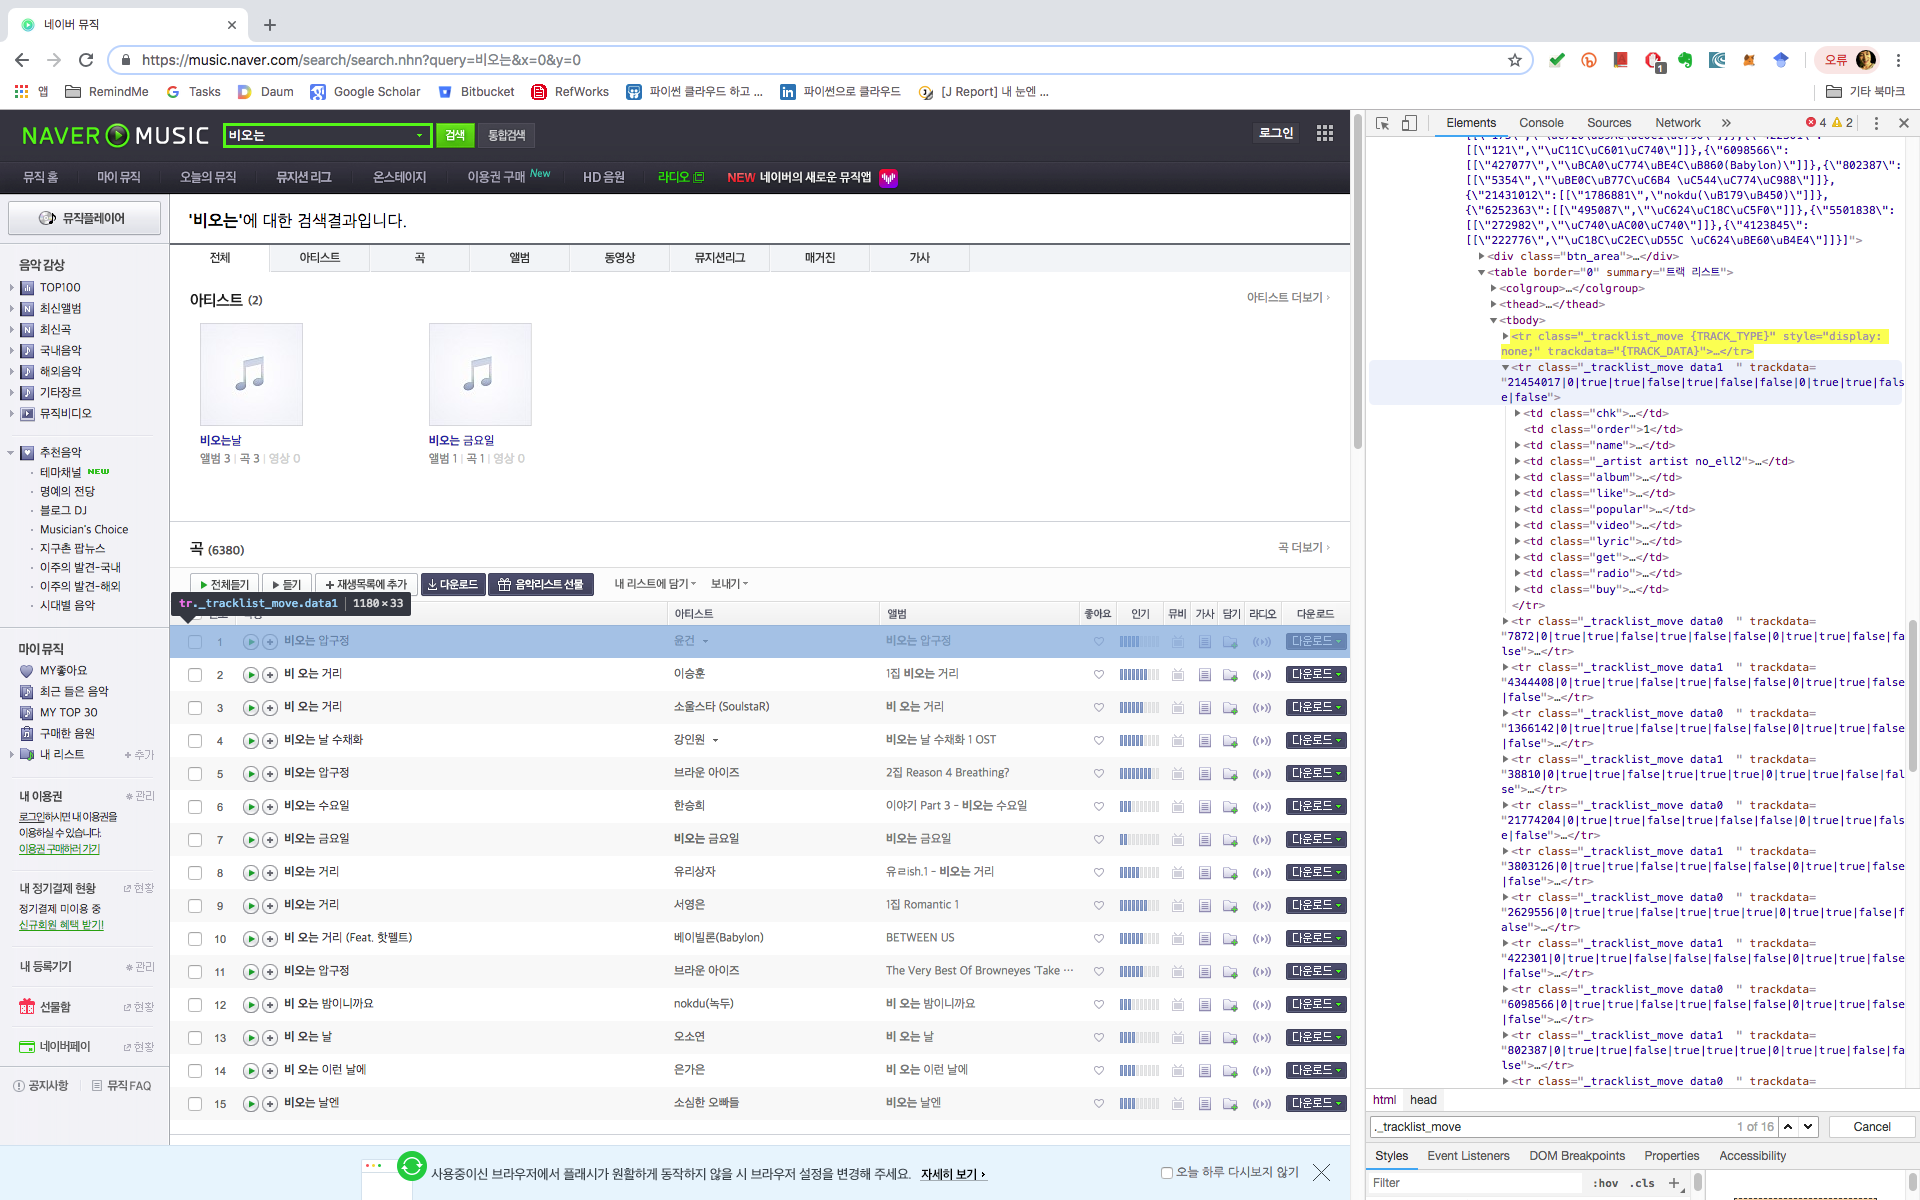 네이버 뮤직
https://music.naver.com/search/search.nhn?query=비오는&x=0&y=0
오류
앱 RemindMe Tasks Daum Google Scholar Bitbucket RefWorks 파이썬 클라우드 하고 ... 파이썬으로 클라우드 [J Report] 내 눈엔 ... 기타 북마크
NAVER MUSIC 비오는 검색 통합검색 로그인
뮤직 홈 마이 뮤직 오늘의 뮤직 뮤지션 리그 온스테이지 이용권 구매 New HD 음원 라디오 NEW 네이버의 새로운 뮤직앱
뮤직플레이어
음악 감상
TOP100
최신앨범
최신곡
국내음악
해외음악
기타장르
뮤직비디오
추천음악
테마채널 NEW
명예의 전당
블로그 DJ
Musician's Choice
지구촌 팝뉴스
이주의 발견-국내
이주의 발견-해외
시대별 음악
마이 뮤직
MY좋아요
최근 들은 음악
MY TOP 30
구매한 음원
내 리스트 + 추가
내 이용권 관리
로그인하시면 내 이용권을
이용하실 수 있습니다.
이용권 구매하러 가기
내 정기결제 현황 현황
정기결제 미이용 중
신규회원 혜택 받기!
내 등록기기 관리
선물함 현황
네이버페이 현황
공지사항 뮤직 FAQ
'비오는'에 대한 검색결과입니다.
전체 아티스트 곡 앨범 동영상 뮤지션리그 매거진 가사
아티스트 (2) 아티스트 더보기
비오는날
앨범 3 | 곡 3 | 영상 0
비오는 금요일
앨범 1 | 곡 1 | 영상 0
곡 (6380) 곡 더보기
전체듣기 듣기 + 재생목록에 추가 다운로드 음악리스트 선물 내 리스트에 담기 보내기
tr._tracklist_move.data1 | 1180 × 33
아티스트 앨범 좋아요 인기 뮤비 가사 담기 라디오 다운로드
1 비오는 압구정 윤건 비오는 압구정 다운로드
2 비 오는 거리 이승훈 1집 비오는 거리 다운로드
3 비 오는 거리 소울스타 (SoulstaR) 비 오는 거리 다운로드
4 비오는 날 수채화 강인원 비오는 날 수채화 1 OST 다운로드
5 비오는 압구정 브라운 아이즈 2집 Reason 4 Breathing? 다운로드
6 비오는 수요일 한승희 이야기 Part 3 - 비오는 수요일 다운로드
7 비오는 금요일 비오는 금요일 비오는 금요일 다운로드
8 비오는 거리 유리상자 유ㄹish.1 - 비오는 거리 다운로드
9 비오는 거리 서영은 1집 Romantic 1 다운로드
10 비 오는 거리 (Feat. 핫펠트) 베이빌론(Babylon) BETWEEN US 다운로드
11 비오는 압구정 브라운 아이즈 The Very Best Of Browneyes 'Take ... 다운로드
12 비 오는 밤이니까요 nokdu(녹두) 비 오는 밤이니까요 다운로드
13 비 오는 날 오소연 비 오는 날 다운로드
14 비 오는 이런 날에 은가은 비 오는 이런 날에 다운로드
15 비오는 날엔 소심한 오빠들 비오는 날엔 다운로드
사용중이신 브라우저에서 플래시가 원활하게 동작하지 않을 시 브라우저 설정을 변경해 주세요. 자세히 보기 오늘 하루 다시보지 않기
Elements Console Sources Network » 4 2
[[\"121\",\"\uC11C\uC601\uC740\"]]},{\"6098566\":
[[\"427077\",\"\uBCA0\uC774\uBE4C\uB860(Babylon)\"]]},{\"802387\":
[[\"5354\",\"\uBE0C\uB77C\uC6B4 \uC544\uC774\uC988\"]]},
{\"21431012\":[[\"1786881\",\"nokdu(\uB179\uB450)\"]]},
{\"6252363\":[[\"495087\",\"\uC624\uC18C\uC5F0\"]]},{\"5501838\":
[[\"272982\",\"\uC740\uAC00\uC740\"]]},{\"4123845\":
[[\"222776\",\"\uC18C\uC2EC\uD55C \uC624\uBE60\uB4E4\"]]}]">
<div class="btn_area">…</div>
<table border="0" summary="트랙 리스트">
<colgroup>…</colgroup>
<thead>…</thead>
<tbody>
<tr class="_tracklist_move {TRACK_TYPE}" style="display:
none;" trackdata="{TRACK_DATA}">…</tr>
<tr class="_tracklist_move data1  " trackdata=
"21454017|0|true|true|false|true|false|false|0|true|true|fals
e|false">
<td class="chk">…</td>
<td class="order">1</td>
<td class="name">…</td>
<td class="_artist artist no_ell2">…</td>
<td class="album">…</td>
<td class="like">…</td>
<td class="popular">…</td>
<td class="video">…</td>
<td class="lyric">…</td>
<td class="get">…</td>
<td class="radio">…</td>
<td class="buy">…</td>
</tr>
<tr class="_tracklist_move data0  " trackdata=
"7872|0|true|true|false|true|false|false|0|true|true|false|fa
lse">…</tr>
<tr class="_tracklist_move data1  " trackdata=
"4344408|0|true|true|false|true|false|false|0|true|true|false
|false">…</tr>
<tr class="_tracklist_move data0  " trackdata=
"1366142|0|true|true|false|true|false|false|0|true|true|false
|false">…</tr>
<tr class="_tracklist_move data1  " trackdata=
"38810|0|true|true|false|true|true|true|0|true|true|false|fal
se">…</tr>
<tr class="_tracklist_move data0  " trackdata=
"21774204|0|true|true|false|true|false|false|0|true|true|fals
e|false">…</tr>
<tr class="_tracklist_move data1  " trackdata=
"3803126|0|true|true|false|true|false|false|0|true|true|false
|false">…</tr>
<tr class="_tracklist_move data0  " trackdata=
"2629556|0|true|true|false|true|true|true|0|true|true|false|f
alse">…</tr>
<tr class="_tracklist_move data1  " trackdata=
"422301|0|true|true|false|true|false|false|0|true|true|false|
false">…</tr>
<tr class="_tracklist_move data0  " trackdata=
"6098566|0|true|true|false|true|false|false|0|true|true|false
|false">…</tr>
<tr class="_tracklist_move data1  " trackdata=
"802387|0|true|true|false|true|true|true|0|true|true|false|fa
lse">…</tr>
<tr class="_tracklist_move data0  " trackdata=
html head
._tracklist_move 1 of 16 Cancel
Styles Event Listeners DOM Breakpoints Properties Accessibility
Filter :hov .cls +